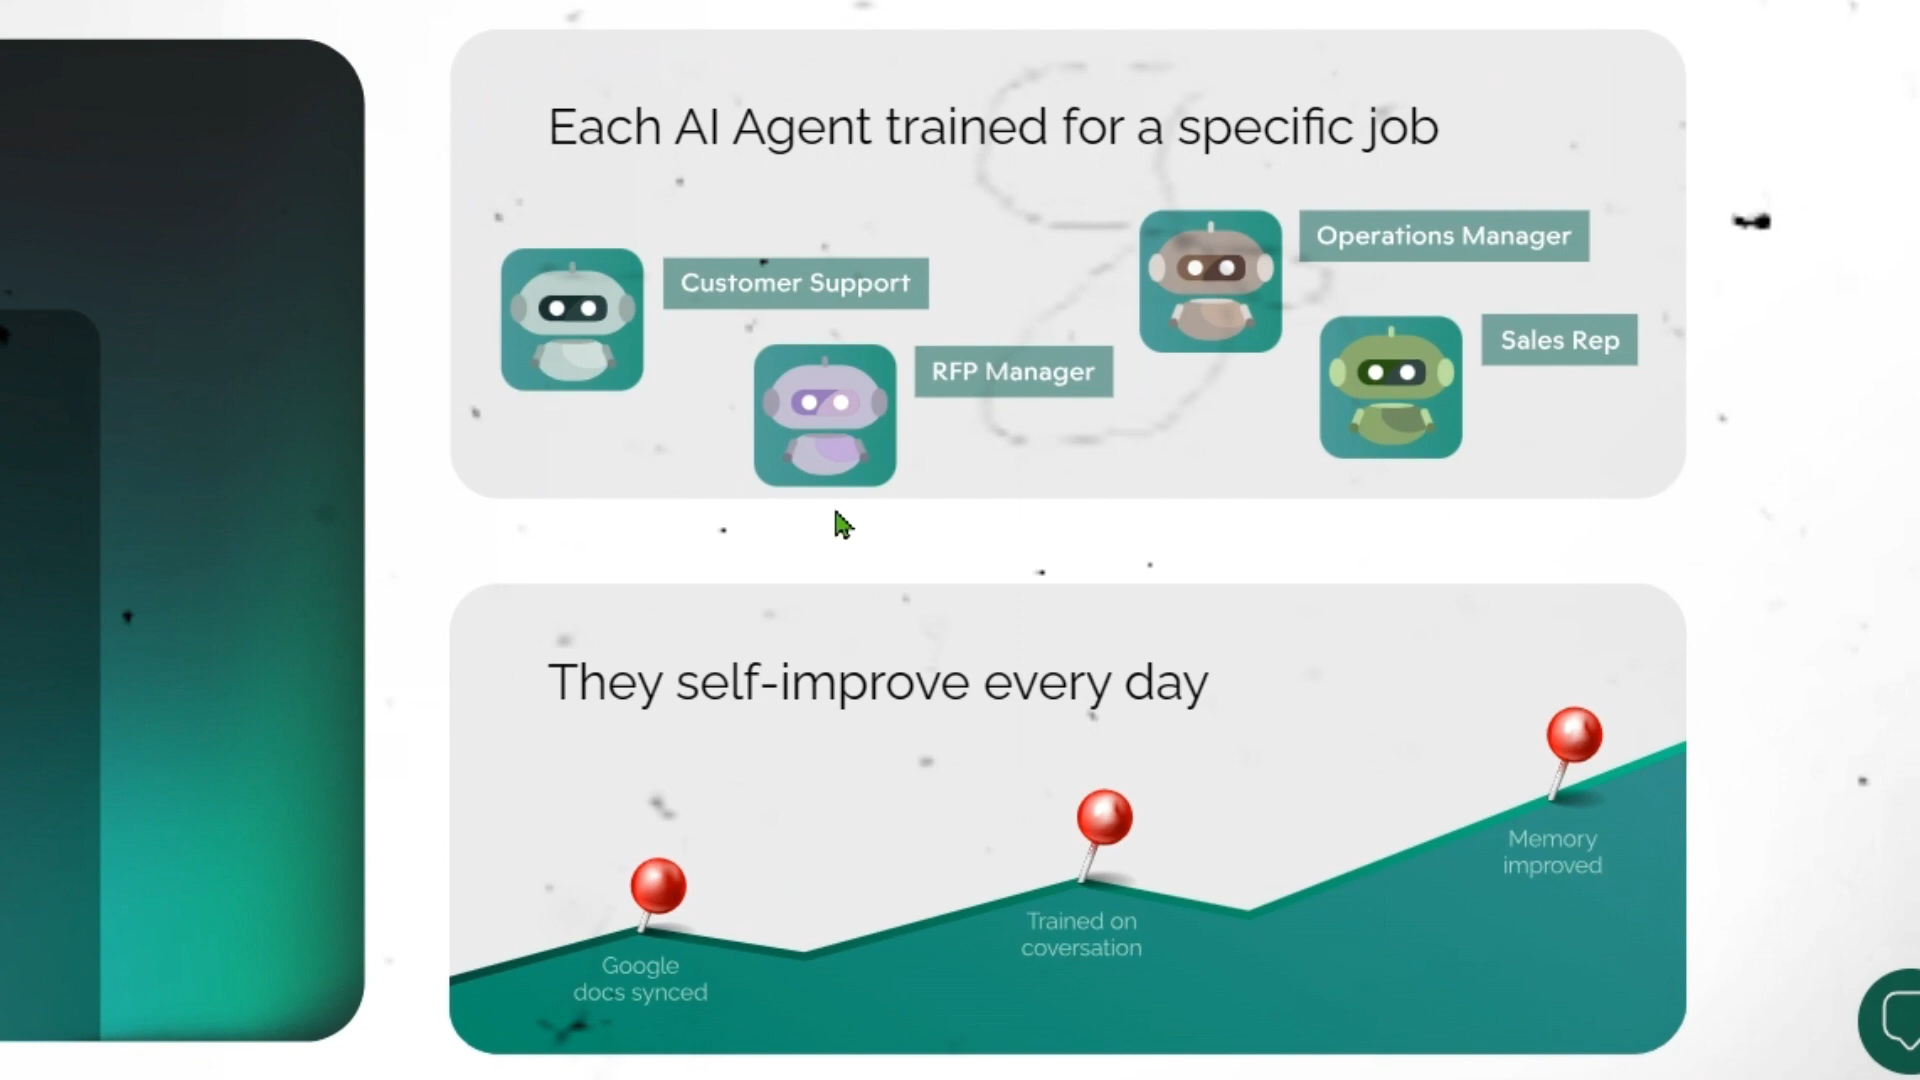 Each AI Agent trained for a specific job
Operations Manager
Customer Support
Sales Rep
RFP Manager
They self-improve every day
Memory
improved
Trained on
coversation
Google
docs synced